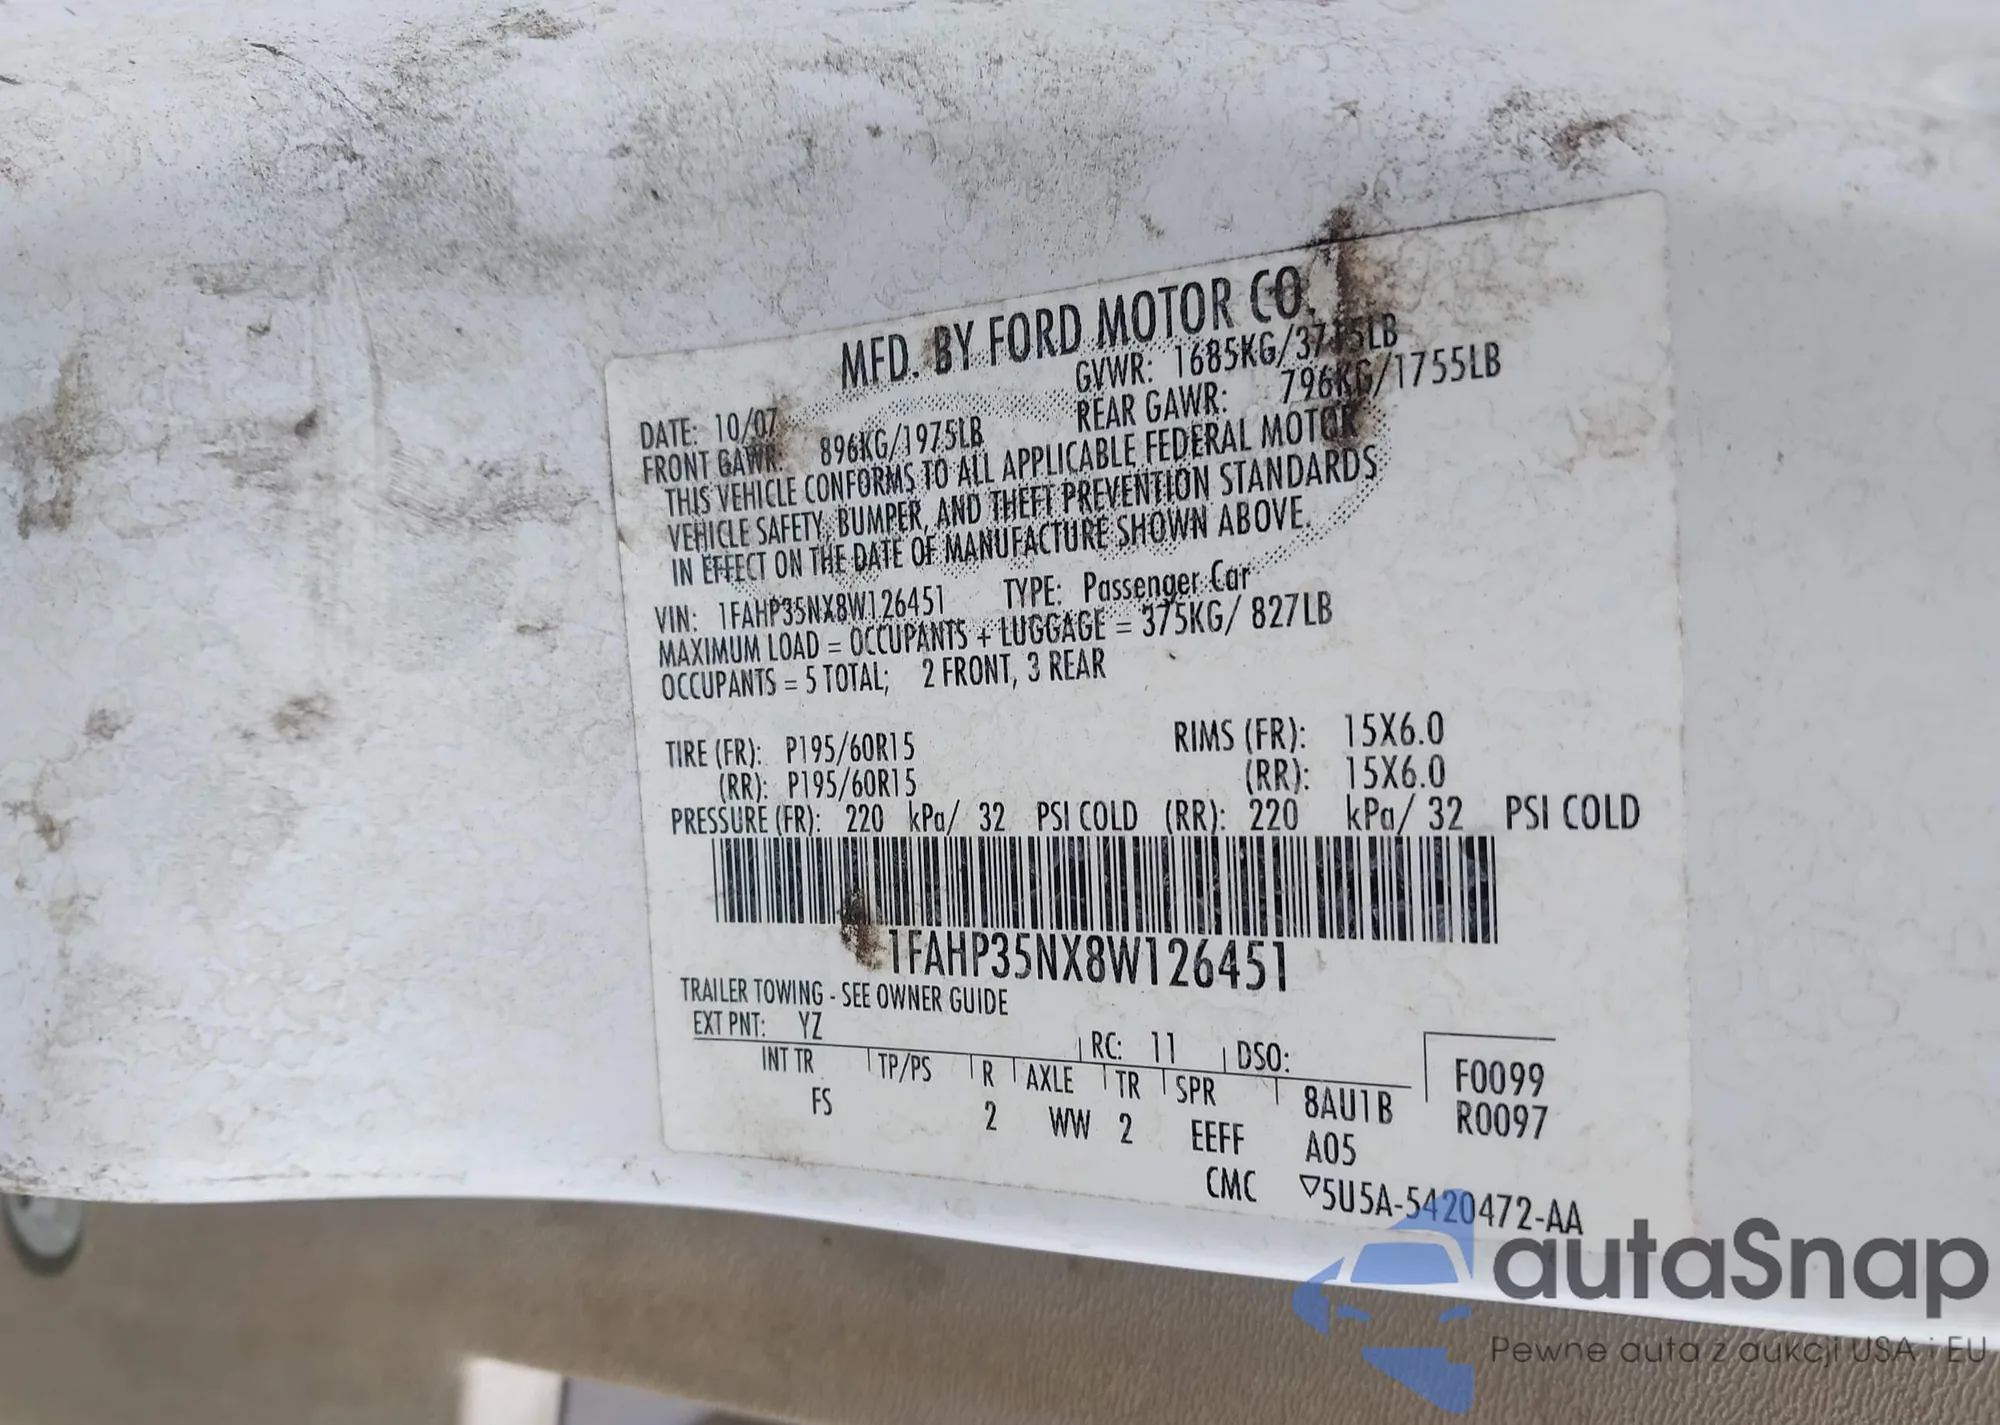 MFD. BY FORD MOTOR CO.
DATE: 10/07 GVWR: 1685KG/3715LB
FRONT GAWR: 896KG/1975LB REAR GAWR: 796KG/1755LB
THIS VEHICLE CONFORMS TO ALL APPLICABLE FEDERAL MOTOR
VEHICLE SAFETY, BUMPER, AND THEFT PREVENTION STANDARDS
IN EFFECT ON THE DATE OF MANUFACTURE SHOWN ABOVE.
VIN: 1FAHP35NX8W126451 TYPE: Passenger Car
MAXIMUM LOAD = OCCUPANTS + LUGGAGE = 375KG/ 827LB
OCCUPANTS = 5 TOTAL; 2 FRONT, 3 REAR
TIRE (FR): P195/60R15 RIMS (FR): 15X6.0
(RR): P195/60R15 (RR): 15X6.0
PRESSURE (FR): 220 kPa/ 32 PSI COLD (RR): 220 kPa/ 32 PSI COLD
1FAHP35NX8W126451
TRAILER TOWING - SEE OWNER GUIDE
EXT PNT: YZ RC: 11 DSO: F0099
INT TR TP/PS R AXLE TR SPR 8AU1B R0097
FS 2 WW 2 EEFF A05
CMC ▽5U5A-5420472-AA
autaSnap
Pewne auta z aukcji USA i EU